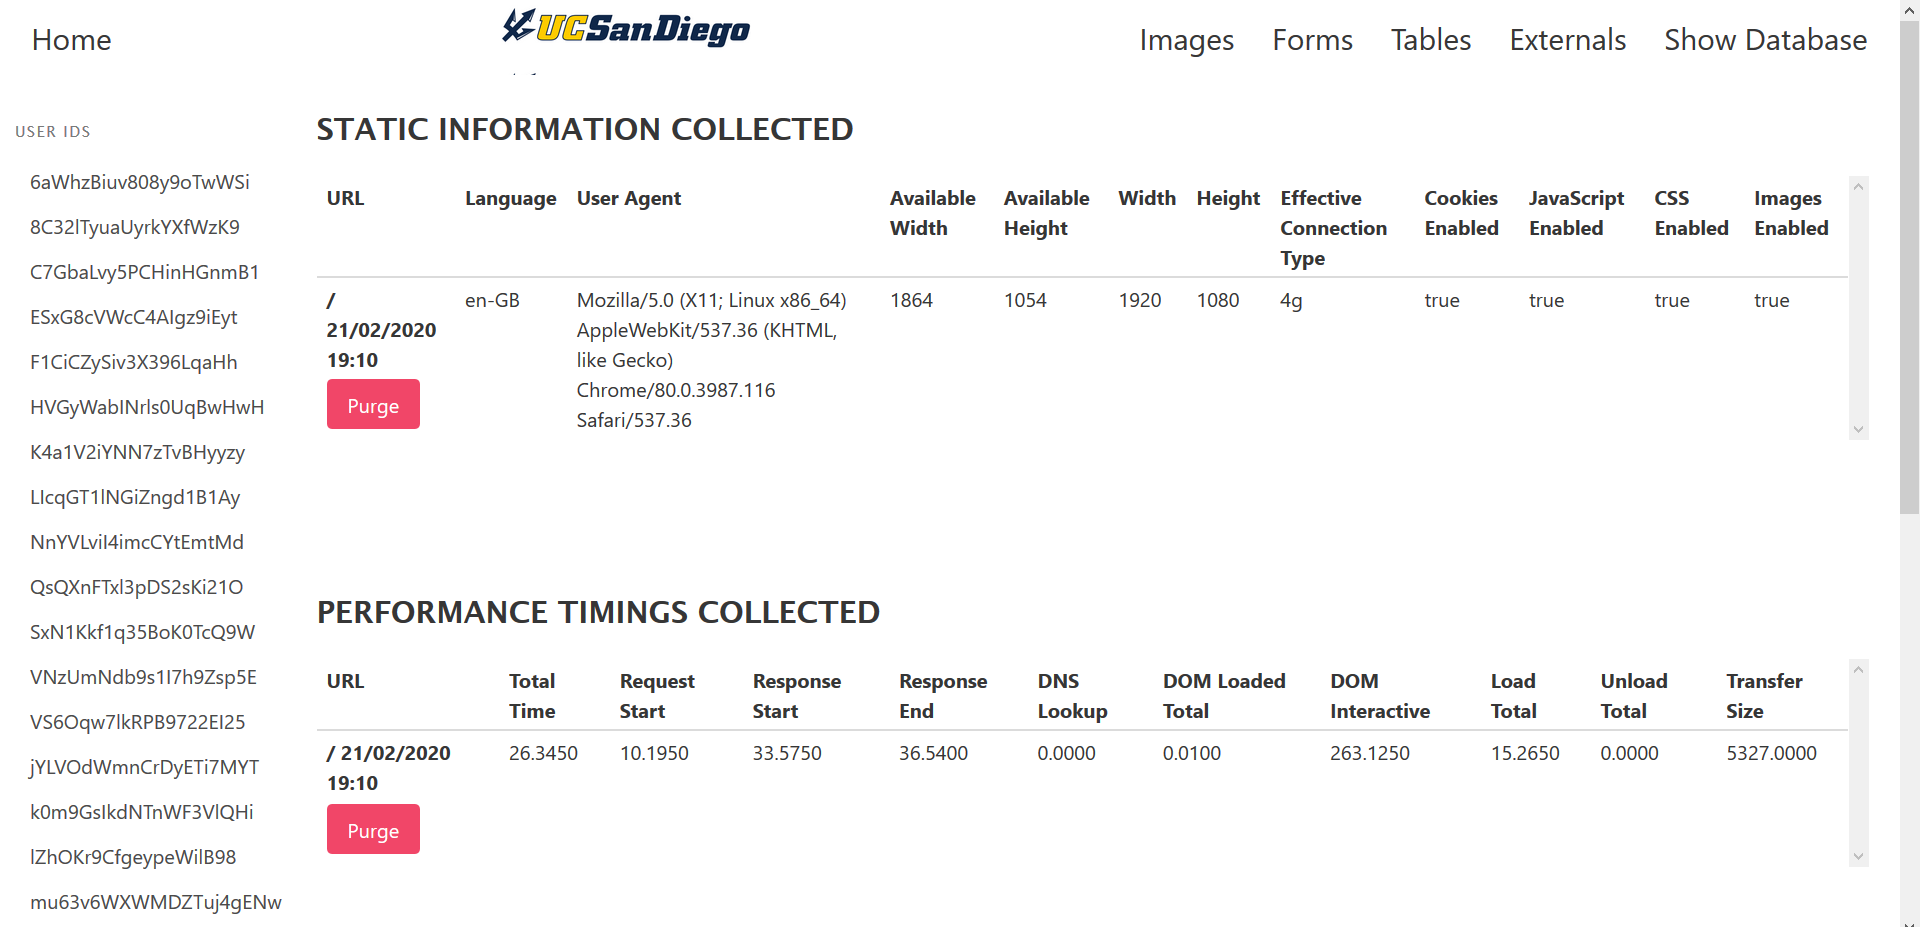 Home
UCSanDiego
Images Forms Tables Externals Show Database
USER IDS
6aWhzBiuv808y9oTwWSi
8C32lTyuaUyrkYXfWzK9
C7GbaLvy5PCHinHGnmB1
ESxG8cVWcC4AIgz9iEyt
F1CiCZySiv3X396LqaHh
HVGyWabINrls0UqBwHwH
K4a1V2iYNN7zTvBHyyzy
LIcqGT1lNGiZngd1B1Ay
NnYVLviI4imcCYtEmtMd
QsQXnFTxl3pDS2sKi21O
SxN1Kkf1q35BoK0TcQ9W
VNzUmNdb9s1I7h9Zsp5E
VS6Oqw7lkRPB9722EI25
jYLVOdWmnCrDyETi7MYT
k0m9GsIkdNTnWF3VlQHi
lZhOKr9CfgeypeWilB98
mu63v6WXWMDZTuj4gENw
STATIC INFORMATION COLLECTED
URL Language User Agent Available Available Width Height Effective Cookies JavaScript CSS Images
Width Height Connection Enabled Enabled Enabled Enabled
Type
/ en-GB Mozilla/5.0 (X11; Linux x86_64) 1864 1054 1920 1080 4g true true true true
21/02/2020 AppleWebKit/537.36 (KHTML,
19:10 like Gecko)
Chrome/80.0.3987.116
Purge
Safari/537.36
PERFORMANCE TIMINGS COLLECTED
URL Total Request Response Response DNS DOM Loaded DOM Load Unload Transfer
Time Start Start End Lookup Total Interactive Total Total Size
/ 21/02/2020 26.3450 10.1950 33.5750 36.5400 0.0000 0.0100 263.1250 15.2650 0.0000 5327.0000
19:10
Purge